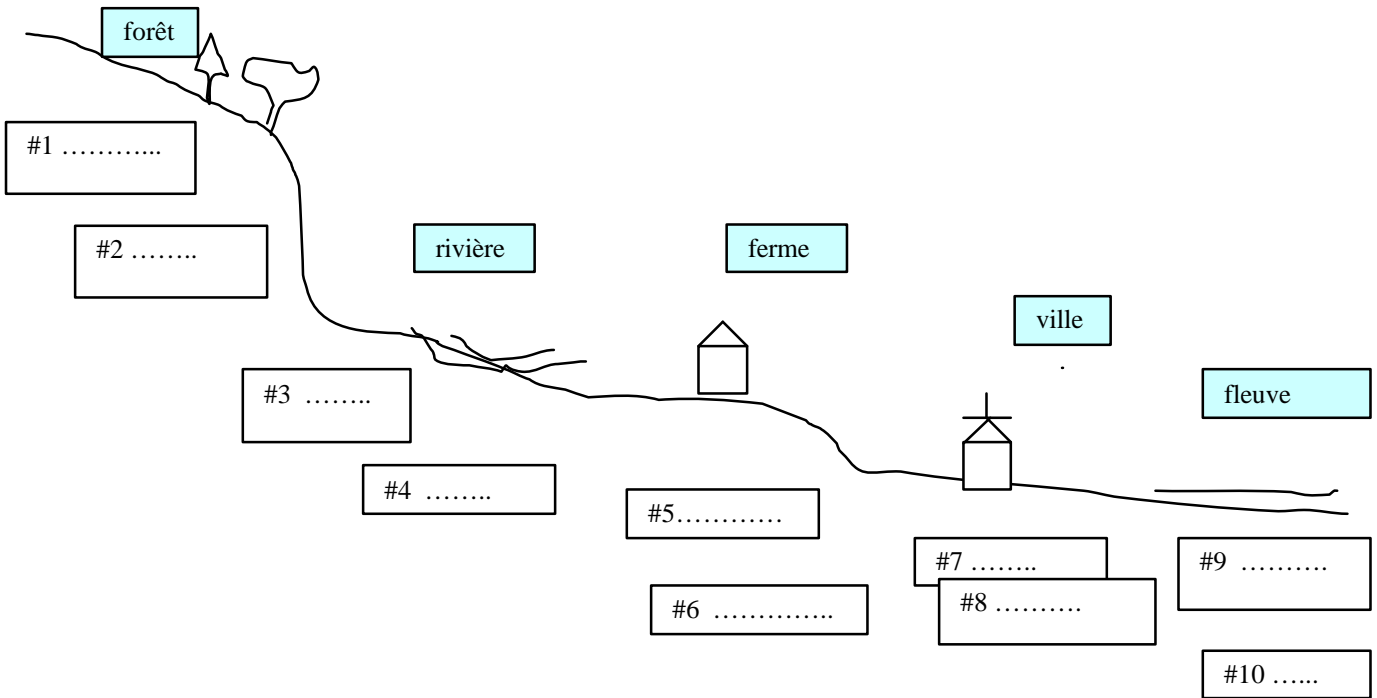 forêt
#1 ………...
#2 ……..
rivière
ferme
ville
.
#3 ……..
fleuve
#4 ……..
#5…………
#6 …………..
#7 ……..
#8 ……….
#9 ……….
#10 …...